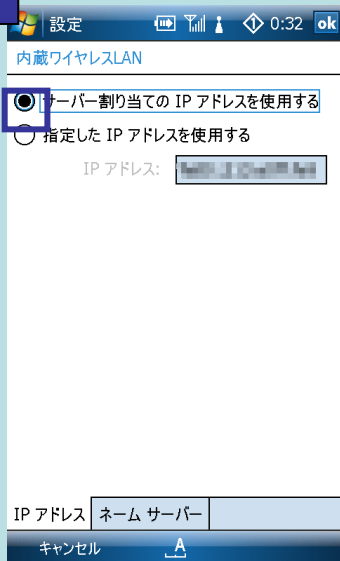 設定 0:32 ok
内蔵ワイヤレスLAN
サーバー割り当ての IP アドレスを使用する
指定した IP アドレスを使用する
IP アドレス:
IP アドレス ネーム サーバー
キャンセル A